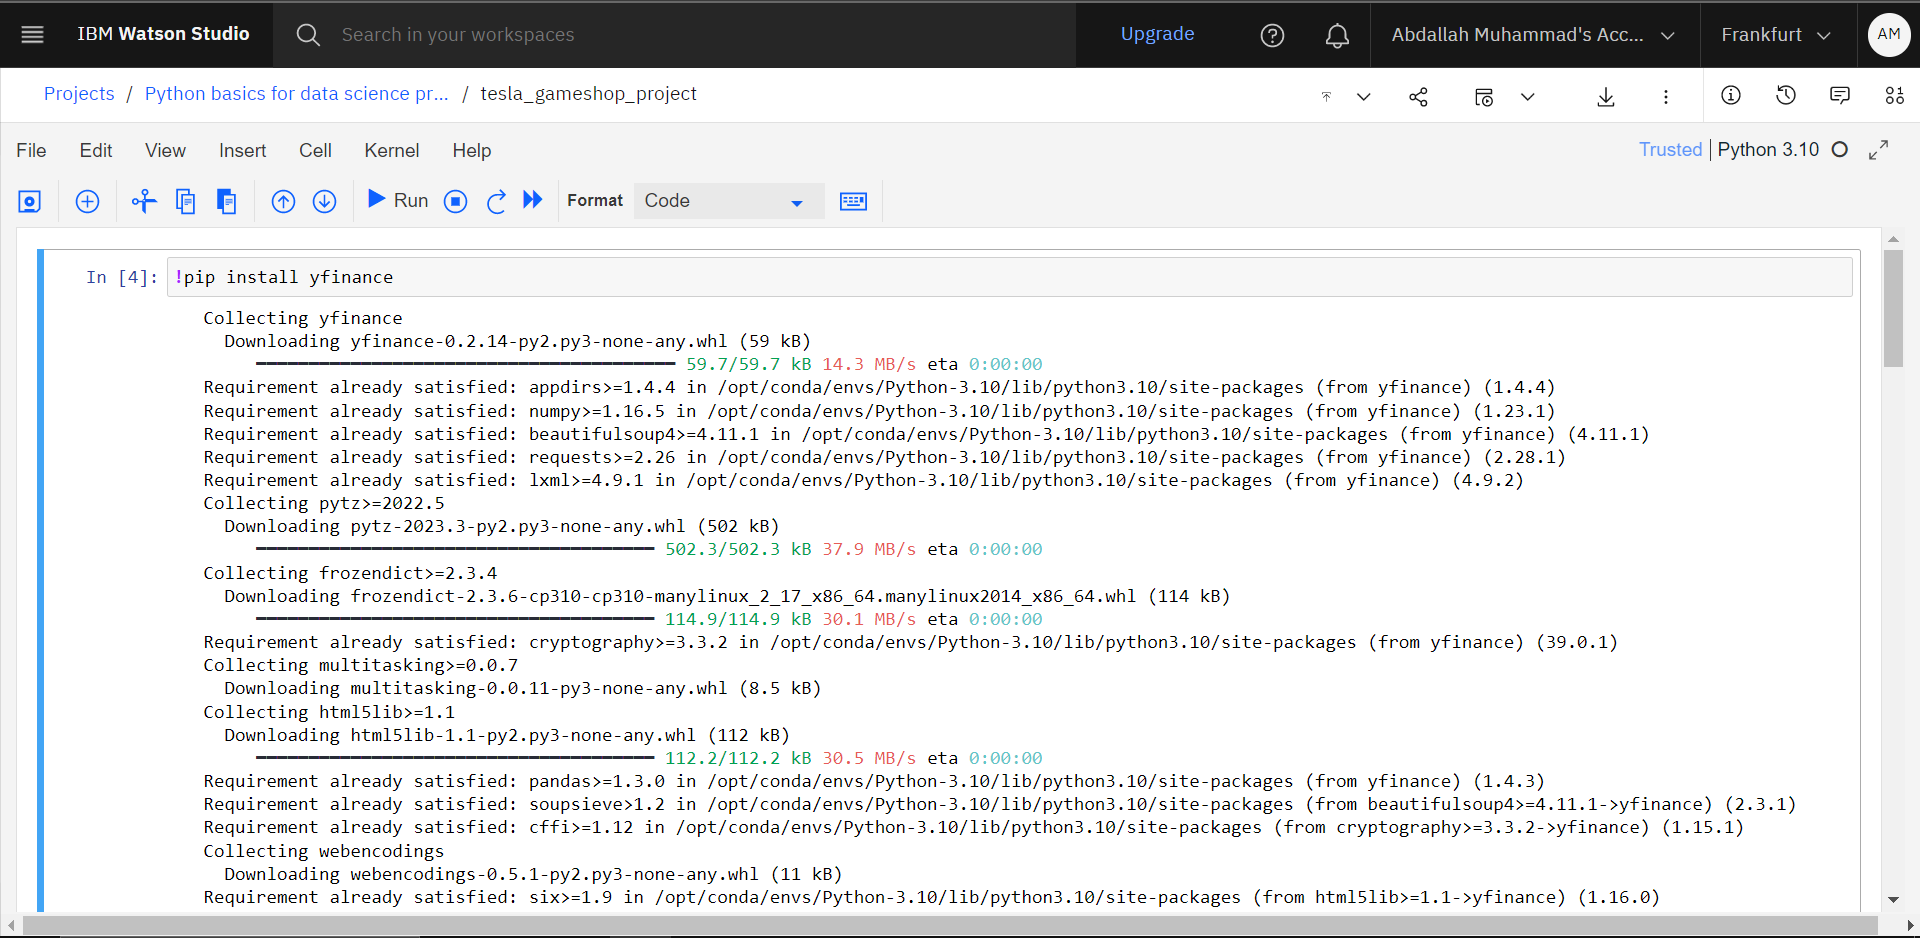 IBM Watson Studio
Search in your workspaces
Upgrade
Abdallah Muhammad's Acc...
Frankfurt
AM
Projects / Python basics for data science pr... / tesla_gameshop_project
File Edit View Insert Cell Kernel Help
Trusted | Python 3.10
Run
Format
Code
In [4]: !pip install yfinance
Collecting yfinance
Downloading yfinance-0.2.14-py2.py3-none-any.whl (59 kB)
59.7/59.7 kB 14.3 MB/s eta 0:00:00
Requirement already satisfied: appdirs>=1.4.4 in /opt/conda/envs/Python-3.10/lib/python3.10/site-packages (from yfinance) (1.4.4)
Requirement already satisfied: numpy>=1.16.5 in /opt/conda/envs/Python-3.10/lib/python3.10/site-packages (from yfinance) (1.23.1)
Requirement already satisfied: beautifulsoup4>=4.11.1 in /opt/conda/envs/Python-3.10/lib/python3.10/site-packages (from yfinance) (4.11.1)
Requirement already satisfied: requests>=2.26 in /opt/conda/envs/Python-3.10/lib/python3.10/site-packages (from yfinance) (2.28.1)
Requirement already satisfied: lxml>=4.9.1 in /opt/conda/envs/Python-3.10/lib/python3.10/site-packages (from yfinance) (4.9.2)
Collecting pytz>=2022.5
Downloading pytz-2023.3-py2.py3-none-any.whl (502 kB)
502.3/502.3 kB 37.9 MB/s eta 0:00:00
Collecting frozendict>=2.3.4
Downloading frozendict-2.3.6-cp310-cp310-manylinux_2_17_x86_64.manylinux2014_x86_64.whl (114 kB)
114.9/114.9 kB 30.1 MB/s eta 0:00:00
Requirement already satisfied: cryptography>=3.3.2 in /opt/conda/envs/Python-3.10/lib/python3.10/site-packages (from yfinance) (39.0.1)
Collecting multitasking>=0.0.7
Downloading multitasking-0.0.11-py3-none-any.whl (8.5 kB)
Collecting html5lib>=1.1
Downloading html5lib-1.1-py2.py3-none-any.whl (112 kB)
112.2/112.2 kB 30.5 MB/s eta 0:00:00
Requirement already satisfied: pandas>=1.3.0 in /opt/conda/envs/Python-3.10/lib/python3.10/site-packages (from yfinance) (1.4.3)
Requirement already satisfied: soupsieve>1.2 in /opt/conda/envs/Python-3.10/lib/python3.10/site-packages (from beautifulsoup4>=4.11.1->yfinance) (2.3.1)
Requirement already satisfied: cffi>=1.12 in /opt/conda/envs/Python-3.10/lib/python3.10/site-packages (from cryptography>=3.3.2->yfinance) (1.15.1)
Collecting webencodings
Downloading webencodings-0.5.1-py2.py3-none-any.whl (11 kB)
Requirement already satisfied: six>=1.9 in /opt/conda/envs/Python-3.10/lib/python3.10/site-packages (from html5lib>=1.1->yfinance) (1.16.0)